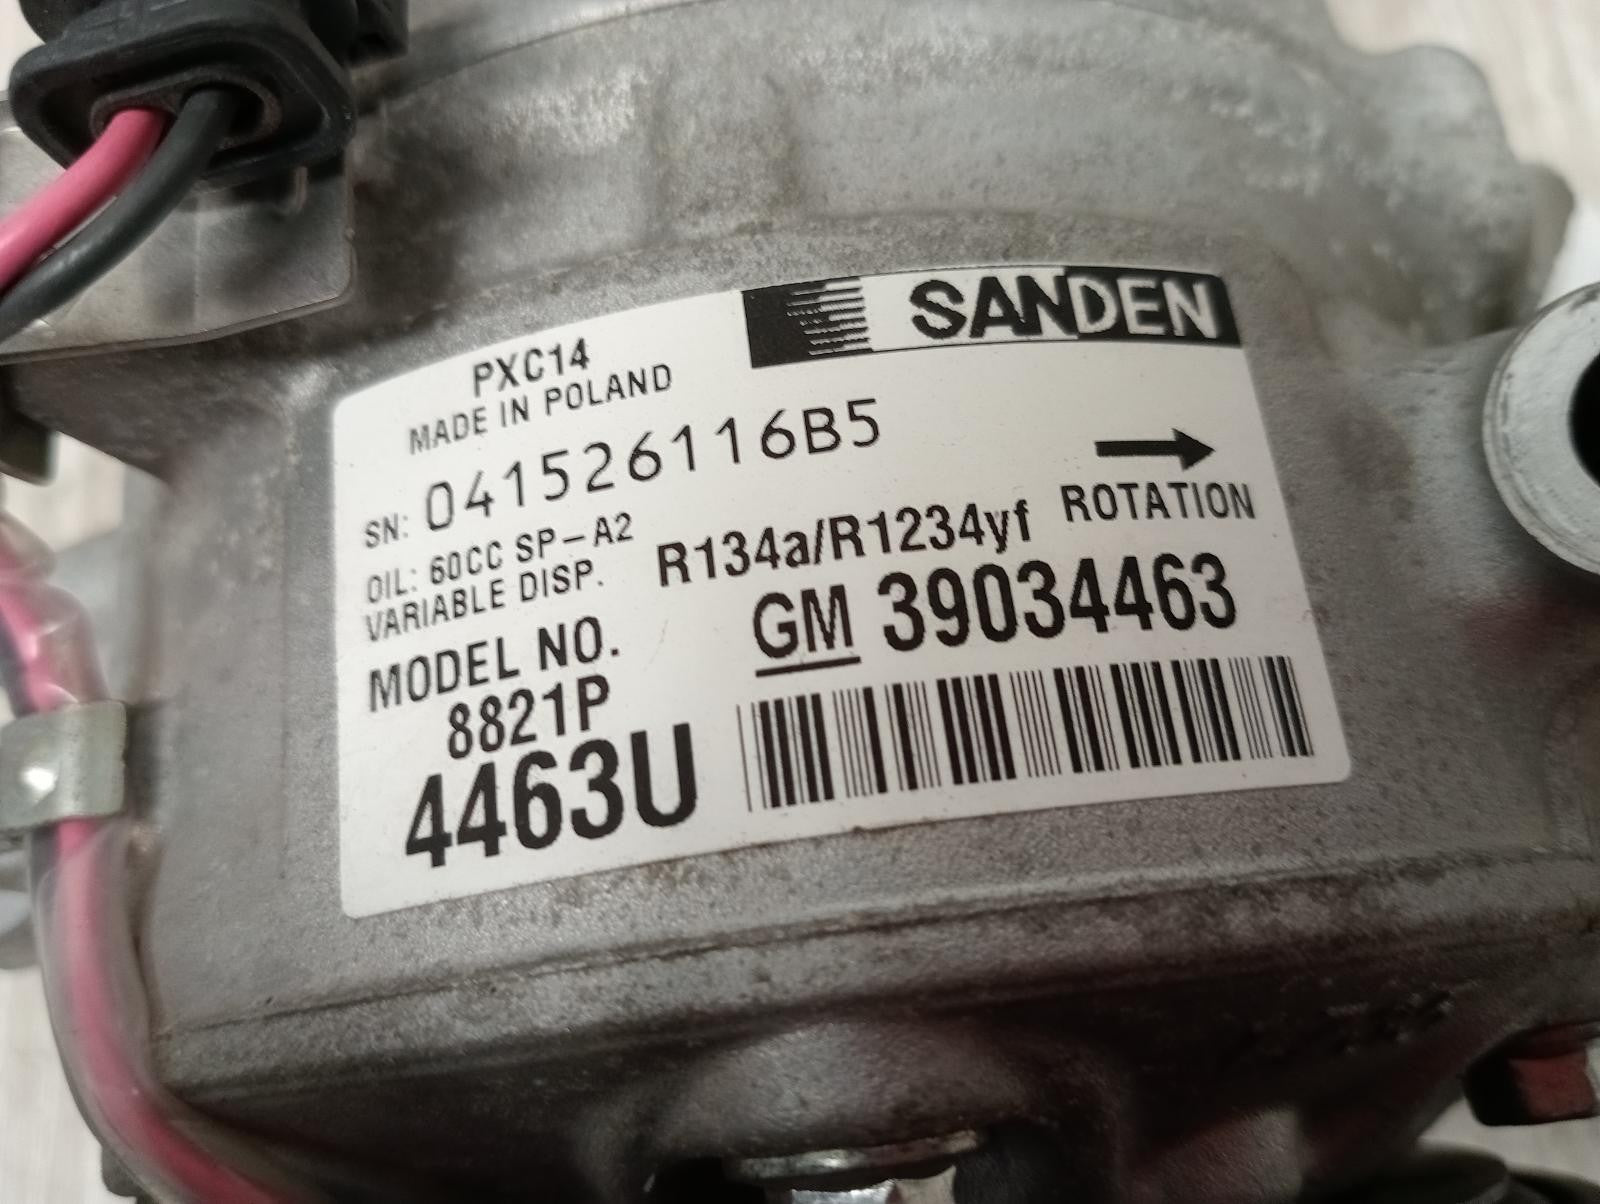 SANDEN
PXC14
MADE IN POLAND
SN: 041526116B5
OIL: 60CC SP-A2
VARIABLE DISP.
R134a/R1234yf
ROTATION
MODEL NO.
8821P
4463U
GM 39034463